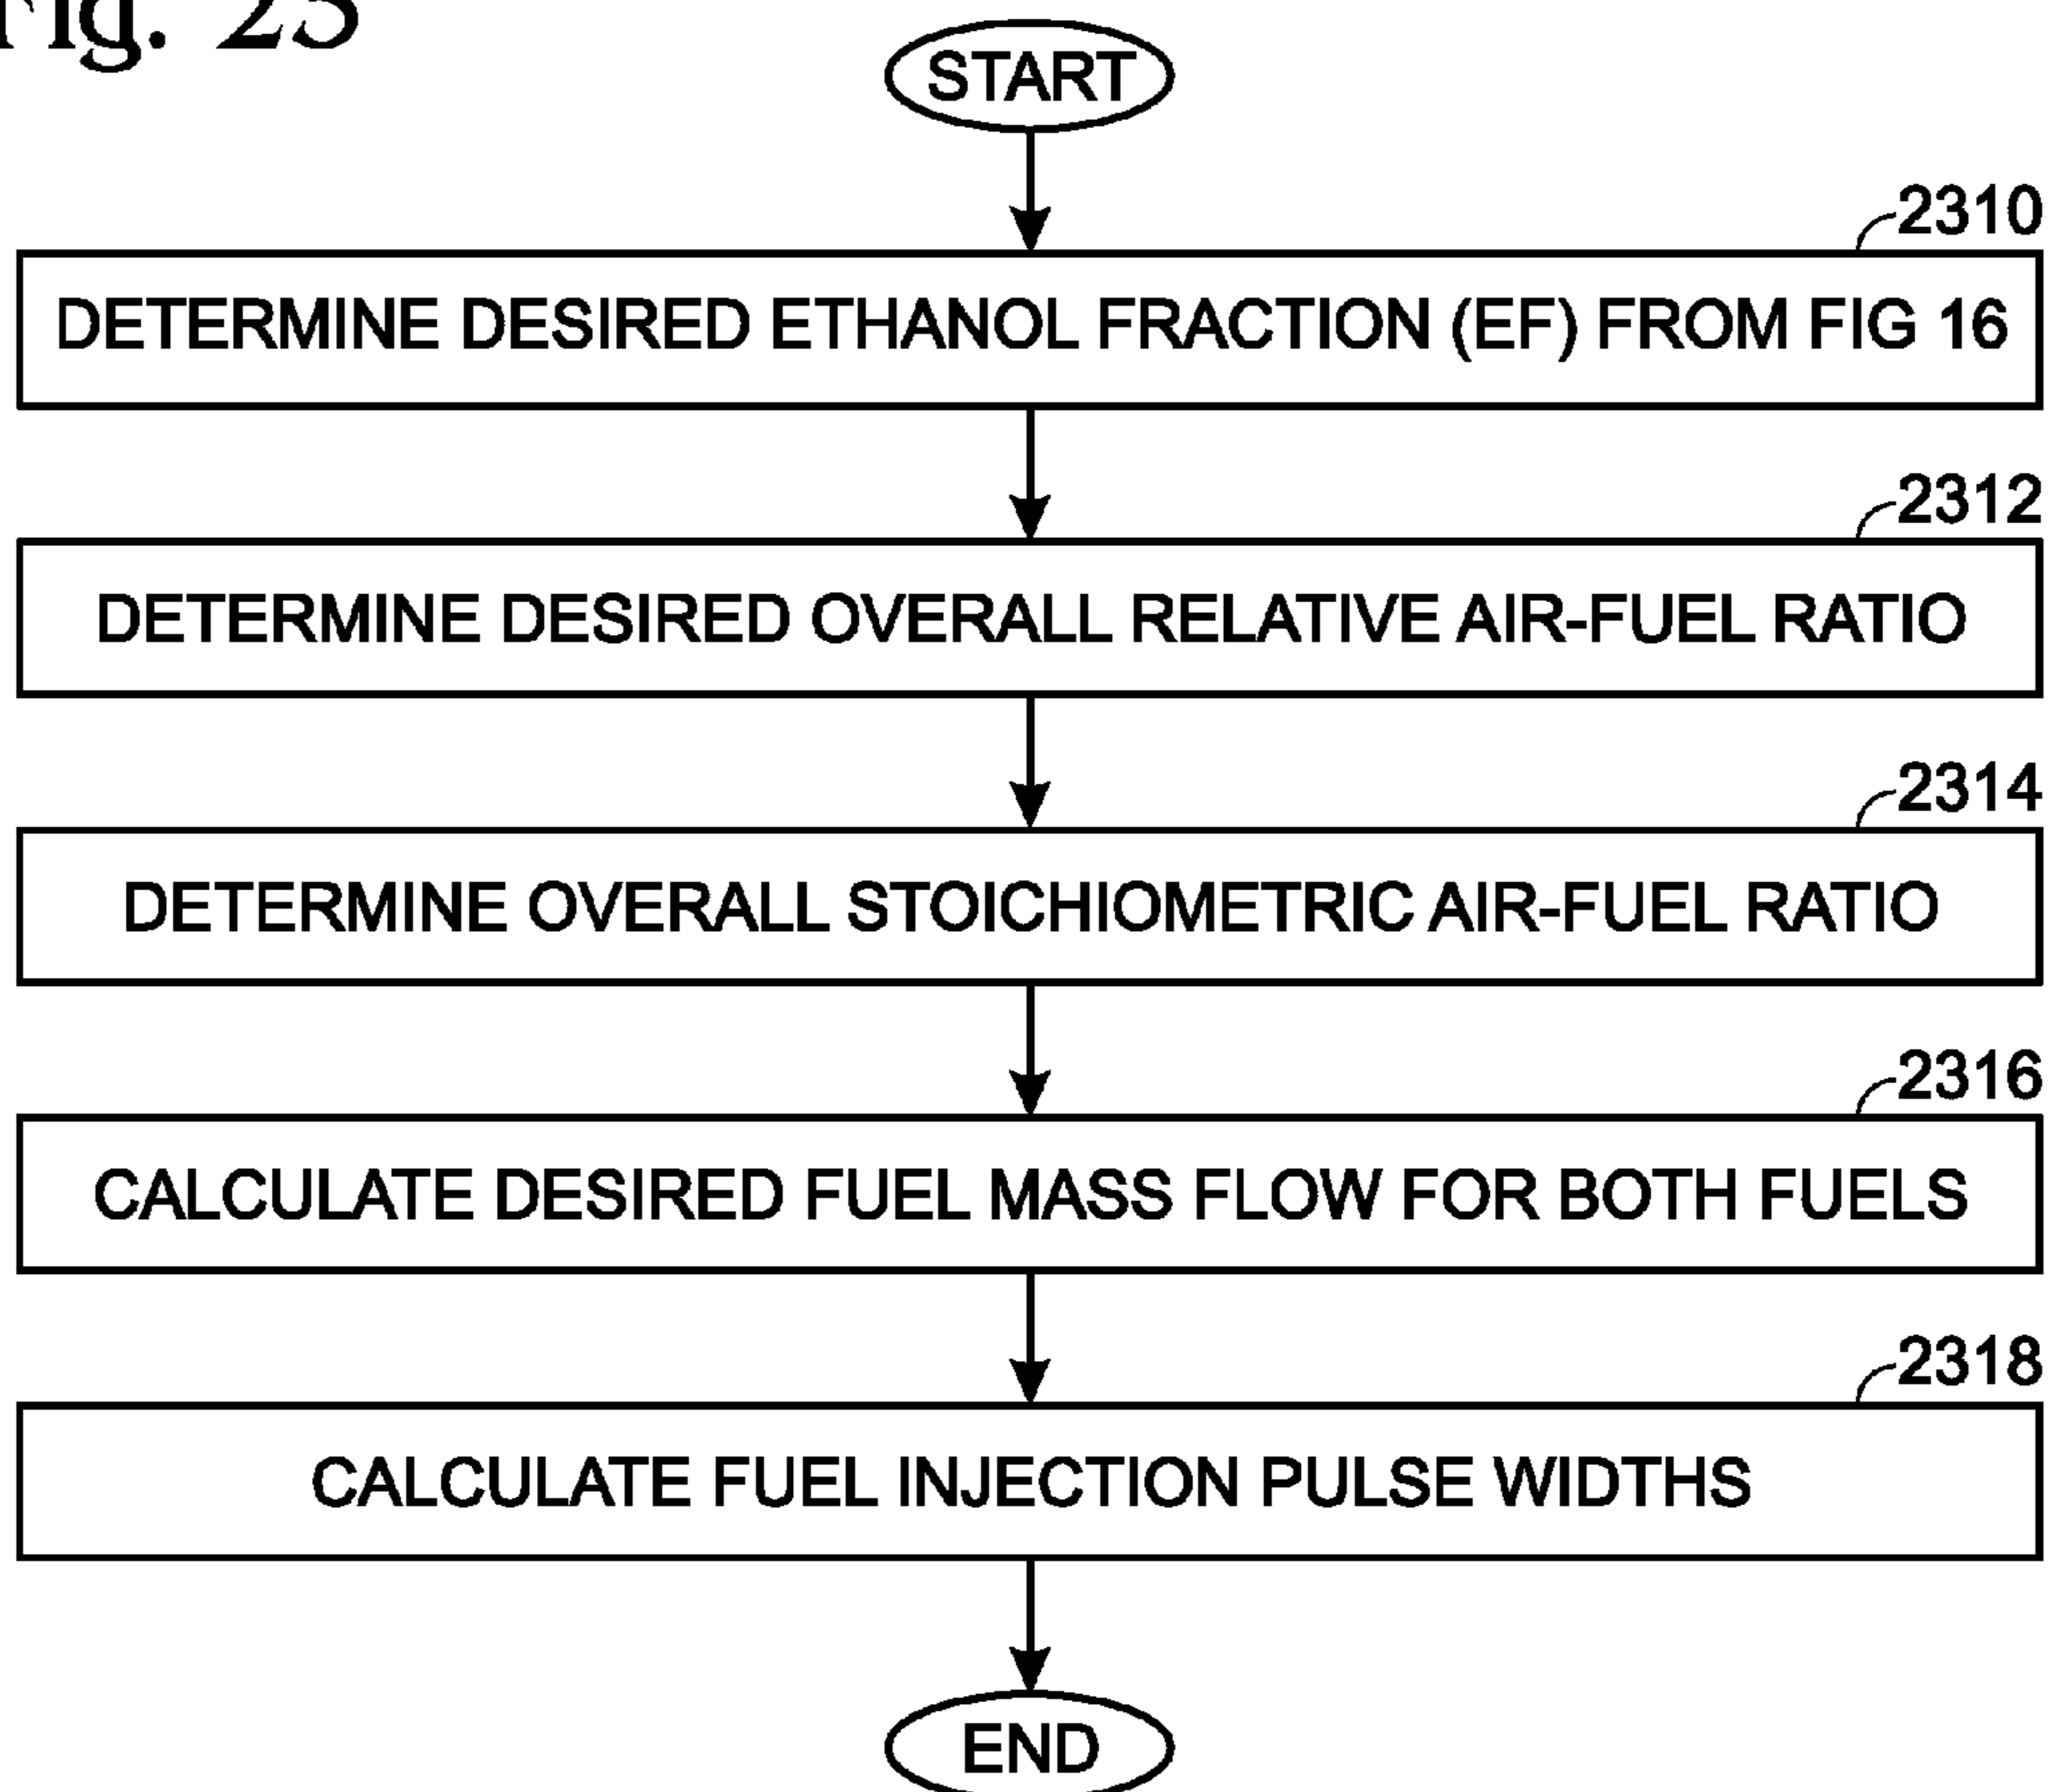 Fig. 23
START
2310
DETERMINE DESIRED ETHANOL FRACTION (EF) FROM FIG 16
2312
DETERMINE DESIRED OVERALL RELATIVE AIR-FUEL RATIO
2314
DETERMINE OVERALL STOICHIOMETRIC AIR-FUEL RATIO
2316
CALCULATE DESIRED FUEL MASS FLOW FOR BOTH FUELS
2318
CALCULATE FUEL INJECTION PULSE WIDTHS
END